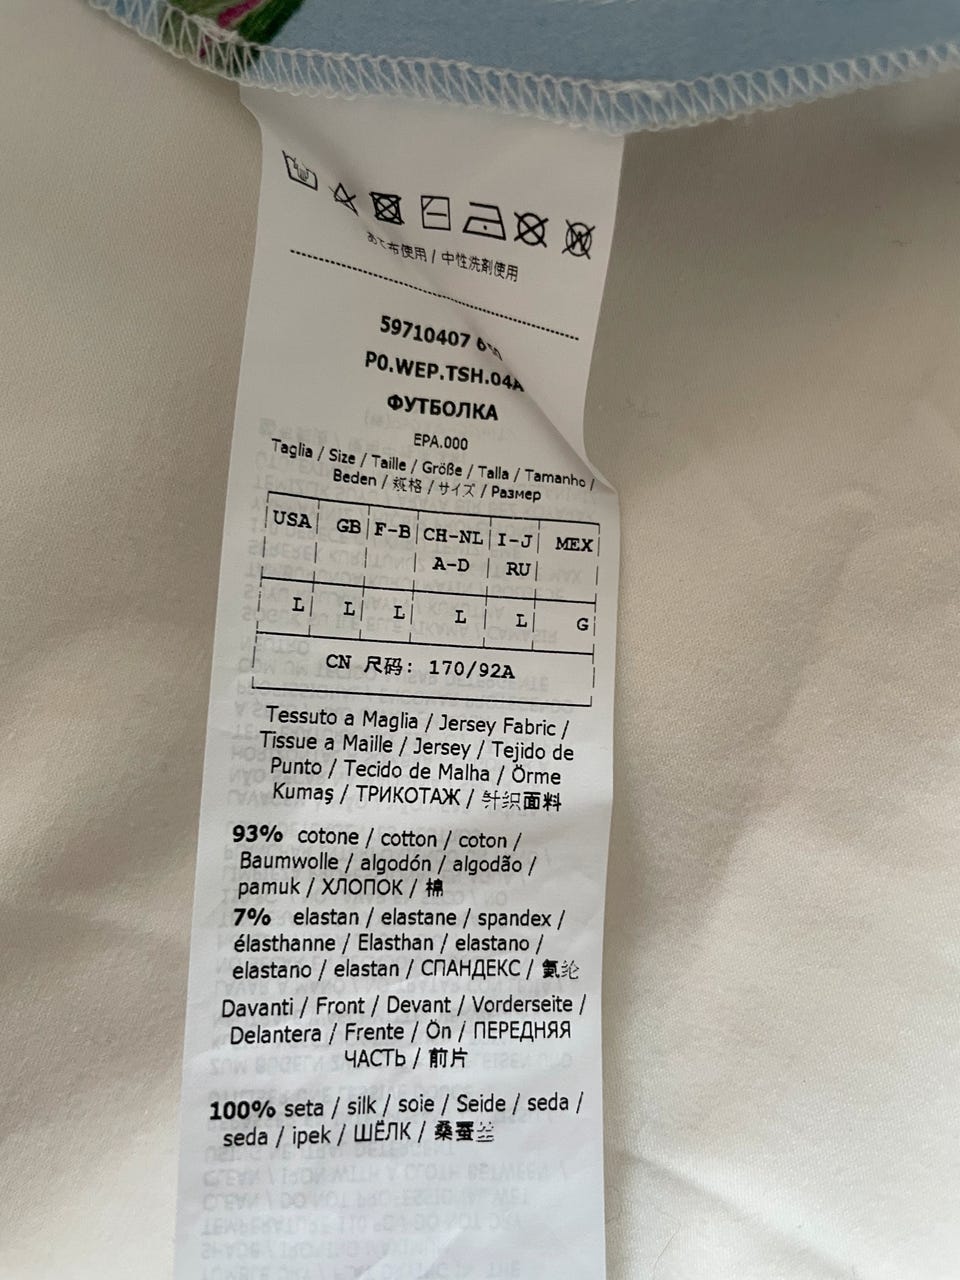 あて布使用 / 中性洗剤使用
59710407
P0.WEP.TSH.04A
ФУТБОЛКА
EPA.000
Taglia / Size / Taille / Größe / Talla / Tamanho /
Beden / 规格 / サイズ / Размер
USA GB F-B CH-NL I-J MEX
A-D RU
L L L L L G
CN 尺码: 170/92A
Tessuto a Maglia / Jersey Fabric /
Tissue a Maille / Jersey / Tejido de
Punto / Tecido de Malha / Örme
Kumaş / ТРИКОТАЖ / 针织面料
93% cotone / cotton / coton /
Baumwolle / algodón / algodão /
pamuk / ХЛОПОК / 棉
7% elastan / elastane / spandex /
élasthanne / Elasthan / elastano /
elastano / elastan / СПАНДЕКС / 氨纶
Davanti / Front / Devant / Vorderseite /
Delantera / Frente / Ön / ПЕРЕДНЯЯ
ЧАСТЬ / 前片
100% seta / silk / soie / Seide / seda /
seda / ipek / ШЁЛК / 桑蚕丝